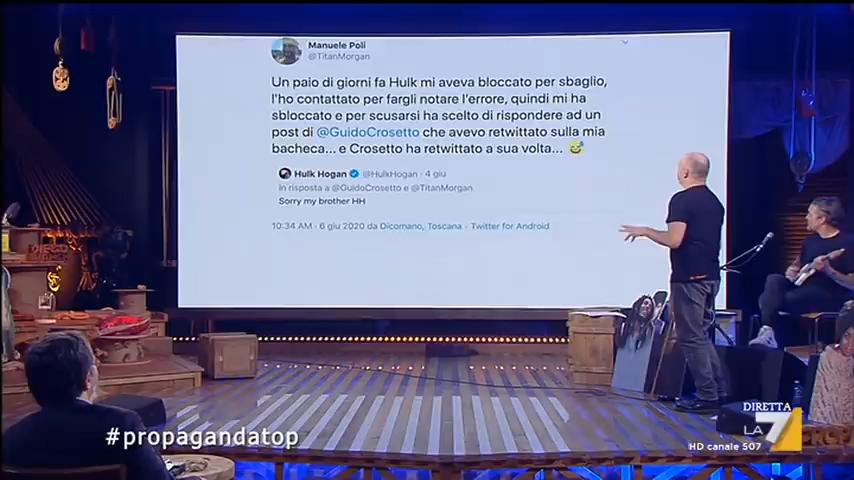 Manuele Poli
@TitanMorgan
Un paio di giorni fa Hulk mi aveva bloccato per sbaglio,
l'ho contattato per fargli notare l'errore, quindi mi ha
sbloccato e per scusarsi ha scelto di rispondere ad un
post di @GuidoCrosetto che avevo retwittato sulla mia
bacheca... e Crosetto ha retwittato a sua volta... 😅
Hulk Hogan @HulkHogan · 4 giu
In risposta a @GuidoCrosetto e @TitanMorgan
Sorry my brother HH
10:34 AM · 6 giu 2020 da Dicomano, Toscana · Twitter for Android
#propagandatop
DIRETTA
LA 7
HD canale 507